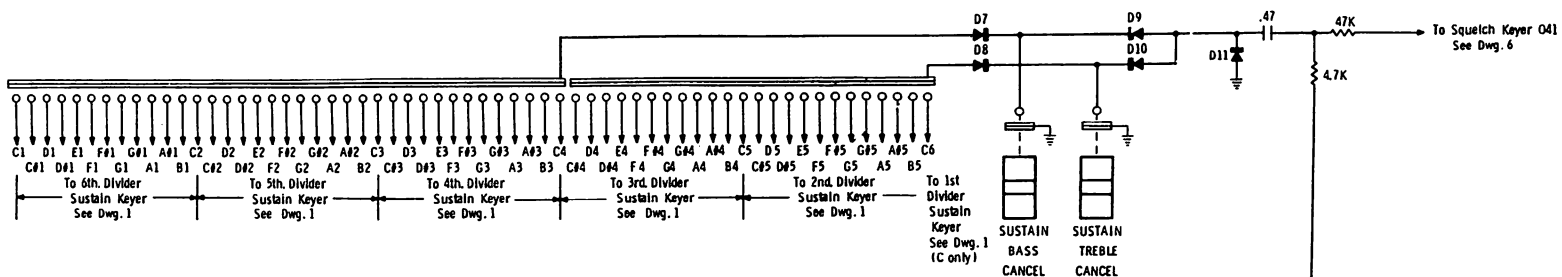 D7 D9 .47 47K
To Squelch Keyer Q41
See Dwg. 6
D8 D10 D11 4.7K
C1 D1 E1 F#1 G#1 A#1 C2 D2 E2 F#2 G#2 A#2 C3 D3 E3 F#3 G#3 A#3 C4 D4 E4 F#4 G#4 A#4 C5 D5 E5 F#5 G#5 A#5 C6
C#1 D#1 F1 G1 A1 B1 C#2 D#2 F2 G2 A2 B2 C#3 D#3 F3 G3 A3 B3 C#4 D#4 F4 G4 A4 B4 C#5 D#5 F5 G5 A5 B5
To 6th. Divider
Sustain Keyer
See Dwg. 1
To 5th. Divider
Sustain Keyer
See Dwg. 1
To 4th. Divider
Sustain Keyer
See Dwg. 1
To 3rd. Divider
Sustain Keyer
See Dwg. 1
To 2nd. Divider
Sustain Keyer
See Dwg. 1
To 1st
Divider
Sustain
Keyer
See Dwg. 1
(C only)
SUSTAIN
BASS
CANCEL
SUSTAIN
TREBLE
CANCEL